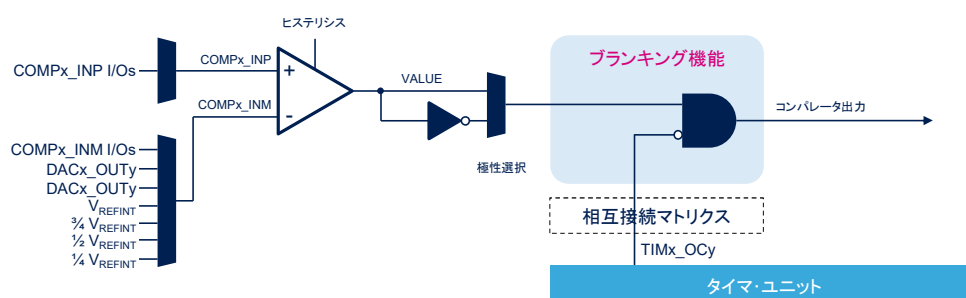 ヒステリシス
COMPx_INP I/Os
COMPx_INP
+
COMPx_INM
-
VALUE
極性選択
ブランキング機能
コンパレータ出力
COMPx_INM I/Os
DACx_OUTy
DACx_OUTy
VREFINT
¾ VREFINT
½ VREFINT
¼ VREFINT
相互接続マトリクス
TIMx_OCy
タイマ・ユニット